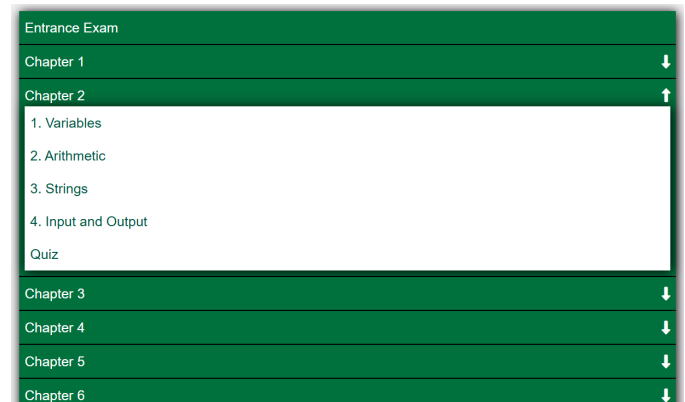 Entrance Exam
Chapter 1
Chapter 2
1. Variables
2. Arithmetic
3. Strings
4. Input and Output
Quiz
Chapter 3
Chapter 4
Chapter 5
Chapter 6